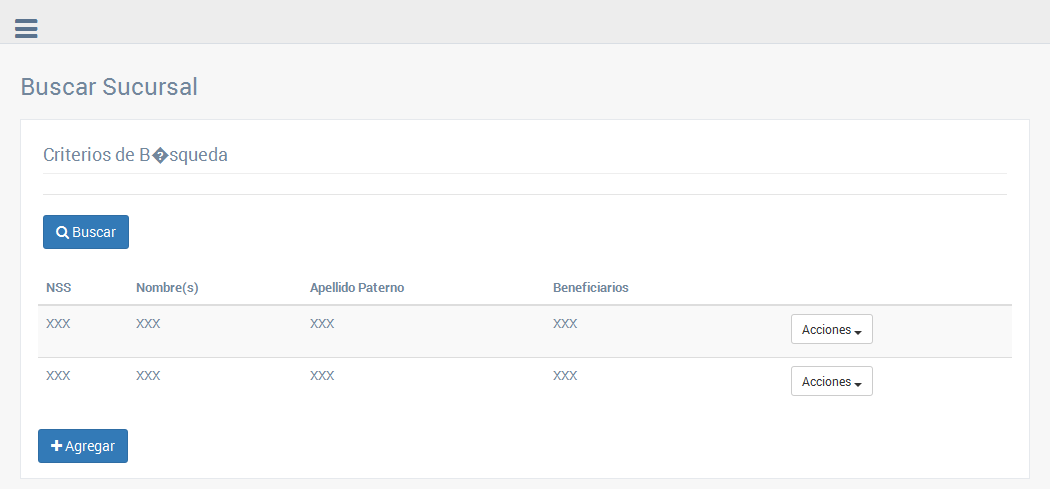 Buscar Sucursal
Criterios de B�squeda
Buscar
NSS Nombre(s) Apellido Paterno Beneficiarios
XXX XXX XXX XXX Acciones
XXX XXX XXX XXX Acciones
Agregar